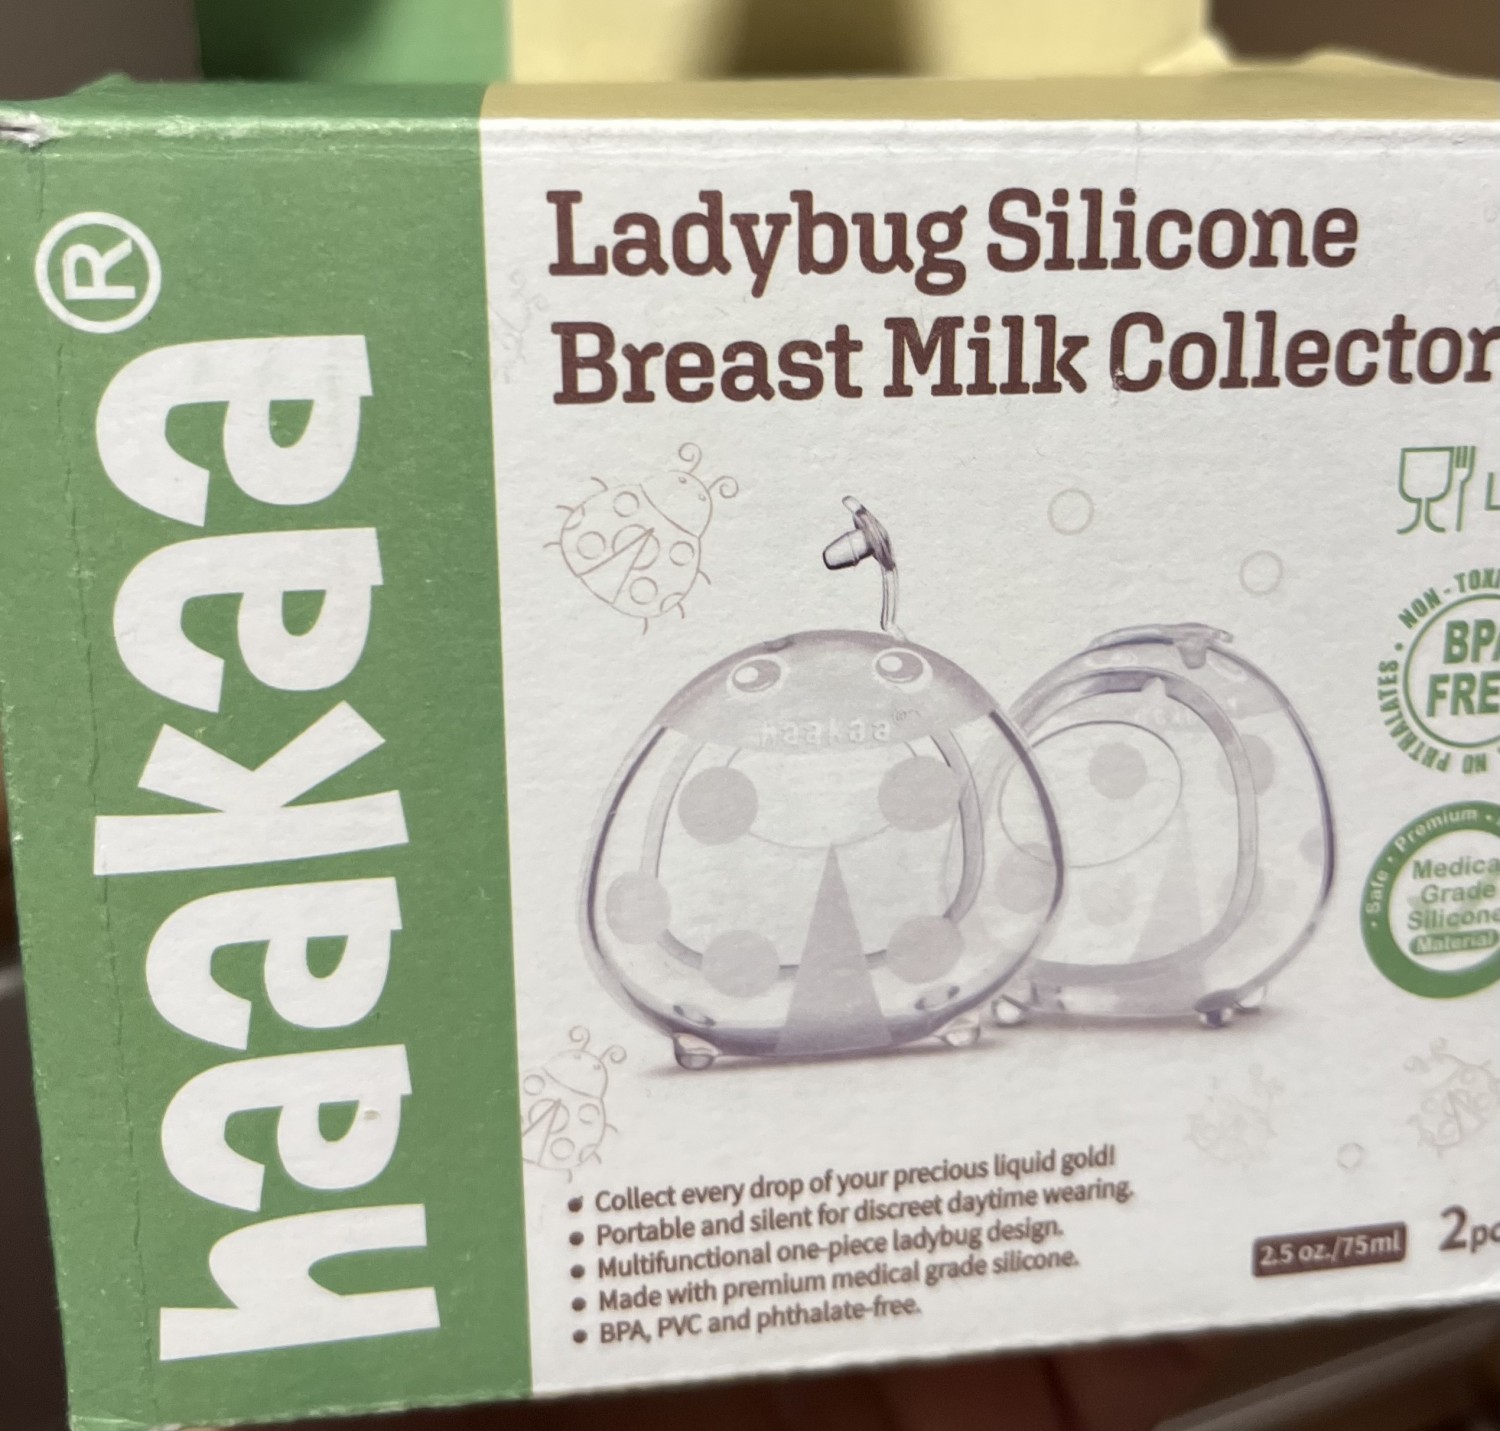 haakaa®
Ladybug Silicone
Breast Milk Collector
NON-TOXI
BPA
FRE
NO PHTHALATES
Safe • Premium •
Medica
Grade
Silicone
Material
haakaa
• Collect every drop of your precious liquid gold!
• Portable and silent for discreet daytime wearing.
• Multifunctional one-piece ladybug design.
• Made with premium medical grade silicone.
• BPA, PVC and phthalate-free.
2.5 oz./75ml
2pc